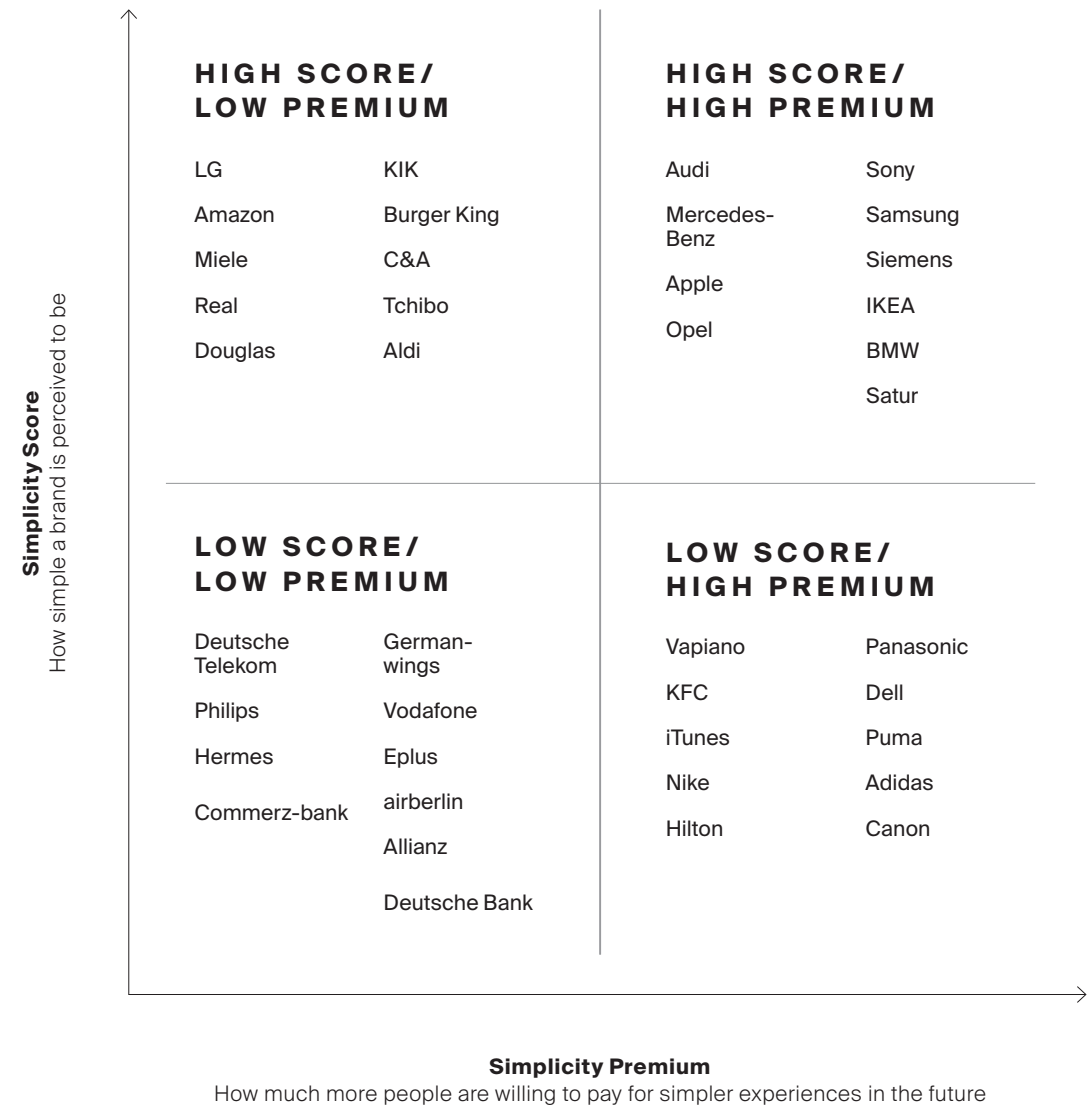 Simplicity Score
How simple a brand is perceived to be
HIGH SCORE/
LOW PREMIUM
LG
Amazon
Miele
Real
Douglas
KIK
Burger King
C&A
Tchibo
Aldi
HIGH SCORE/
HIGH PREMIUM
Audi
Mercedes-
Benz
Apple
Opel
Sony
Samsung
Siemens
IKEA
BMW
Satur
LOW SCORE/
LOW PREMIUM
Deutsche
Telekom
Philips
Hermes
Commerz-bank
German-
wings
Vodafone
Eplus
airberlin
Allianz
Deutsche Bank
LOW SCORE/
HIGH PREMIUM
Vapiano
KFC
iTunes
Nike
Hilton
Panasonic
Dell
Puma
Adidas
Canon
Simplicity Premium
How much more people are willing to pay for simpler experiences in the future